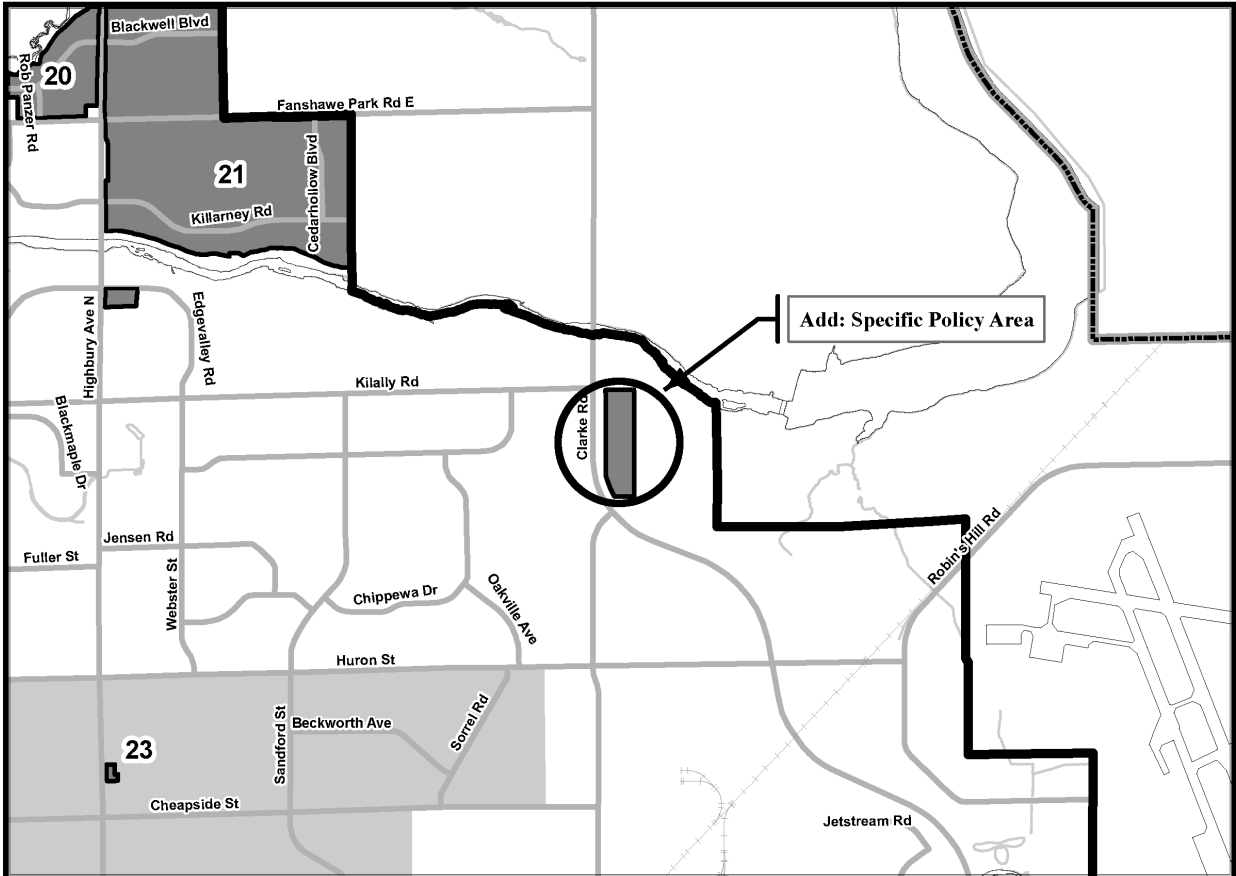 Blackwell Blvd
20
Rob Panzer Rd
Fanshawe Park Rd E
21
Cedarhollow Blvd
Killarney Rd
Highbury Ave N
Edgevalley Rd
Add: Specific Policy Area
Kilally Rd
Clarke Rd
Blackmaple Dr
Jensen Rd
Fuller St
Webster St
Chippewa Dr
Oakville Ave
Robin's Hill Rd
Huron St
Sandford St
Beckworth Ave
Sorrel Rd
23
Cheapside St
Jetstream Rd